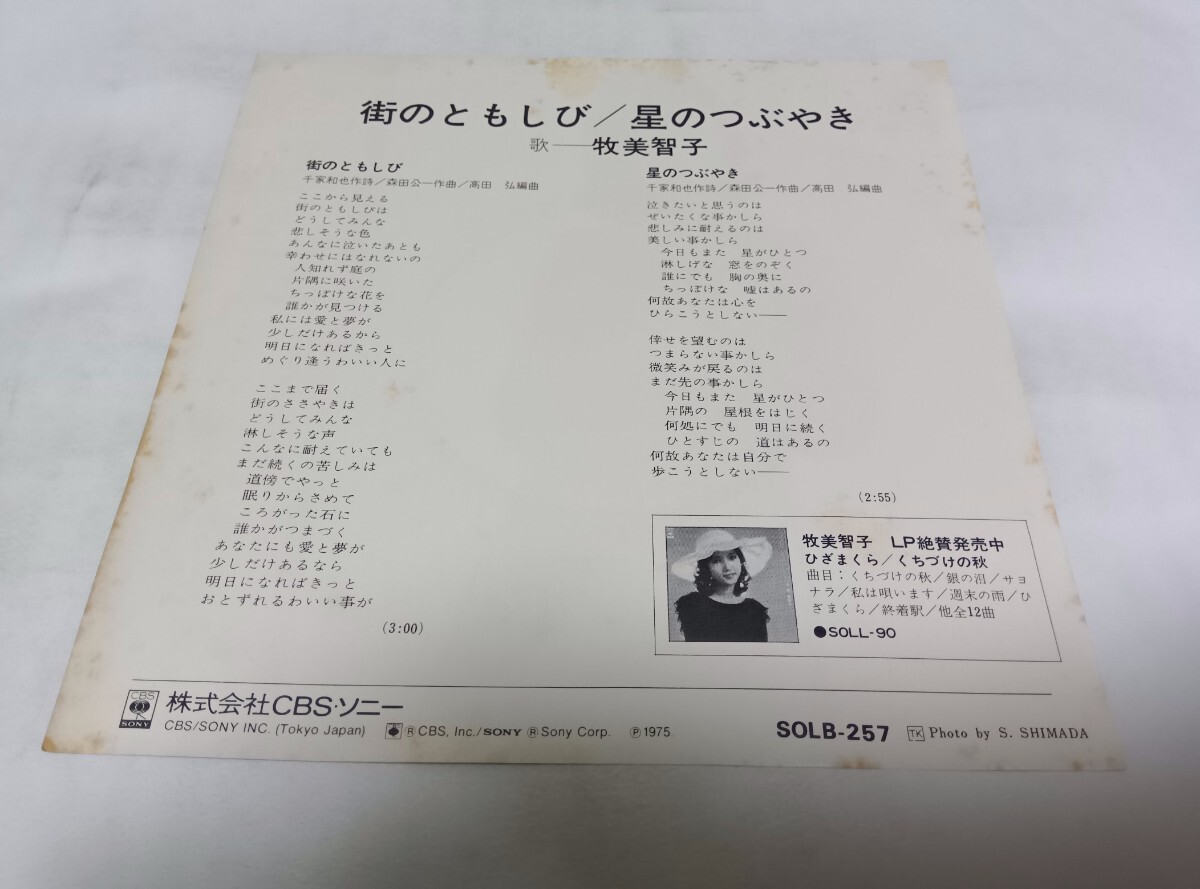 街のともしび／星のつぶやき
歌——牧美智子
街のともしび
千家和也作詩／森田公一作曲／高田　弘編曲
ここから見える
街のともしびは
どうしてみんな
悲しそうな色
あんなに泣いたあとも
幸わせにはなれないの
人知れず庭の
片隅に咲いた
ちっぽけな花を
誰かが見つける
私には愛と夢が
少しだけあるから
明日になればきっと
めぐり逢うわいい人に
ここまで届く
街のささやきは
どうしてみんな
淋しそうな声
こんなに耐えていても
まだ続くの苦しみは
道傍でやっと
眠りからさめて
ころがった石に
誰かがつまづく
あなたにも愛と夢が
少しだけあるなら
明日になればきっと
おとずれるわいい事が
(3:00)
星のつぶやき
千家和也作詩／森田公一作曲／高田　弘編曲
泣きたいと思うのは
ぜいたくな事かしら
悲しみに耐えるのは
美しい事かしら
今日もまた　星がひとつ
淋しげな　窓をのぞく
誰にでも　胸の奥に
ちっぽけな　嘘はあるの
何故あなたは心を
ひらこうとしない——
倖せを望むのは
つまらない事かしら
微笑みが戻るのは
まだ先の事かしら
今日もまた　星がひとつ
片隅の　屋根をはじく
何処にでも　明日に続く
ひとすじの　道はあるの
何故あなたは自分で
歩こうとしない——
(2:55)
牧美智子　LP絶賛発売中
ひざまくら／くちづけの秋
曲目：くちづけの秋／銀の沼／サヨ
ナラ／私は唄います／週末の雨／ひ
ざまくら／終着駅／他全12曲
●SOLL-90
CBS
SONY
株式会社CBS・ソニー
CBS/SONY INC. (Tokyo Japan) ®CBS, Inc./SONY ®Sony Corp. ℗1975 SOLB-257 TK Photo by S. SHIMADA